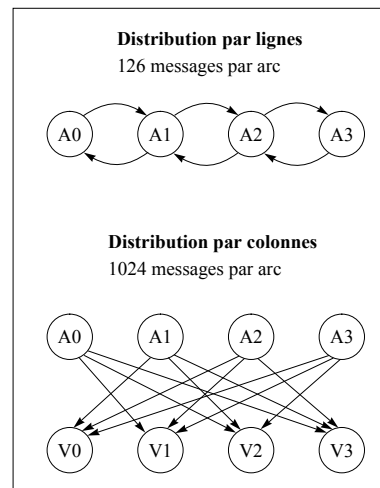 Distribution par lignes
126 messages par arc
A0 A1 A2 A3
Distribution par colonnes
1024 messages par arc
A0 A1 A2 A3
V0 V1 V2 V3